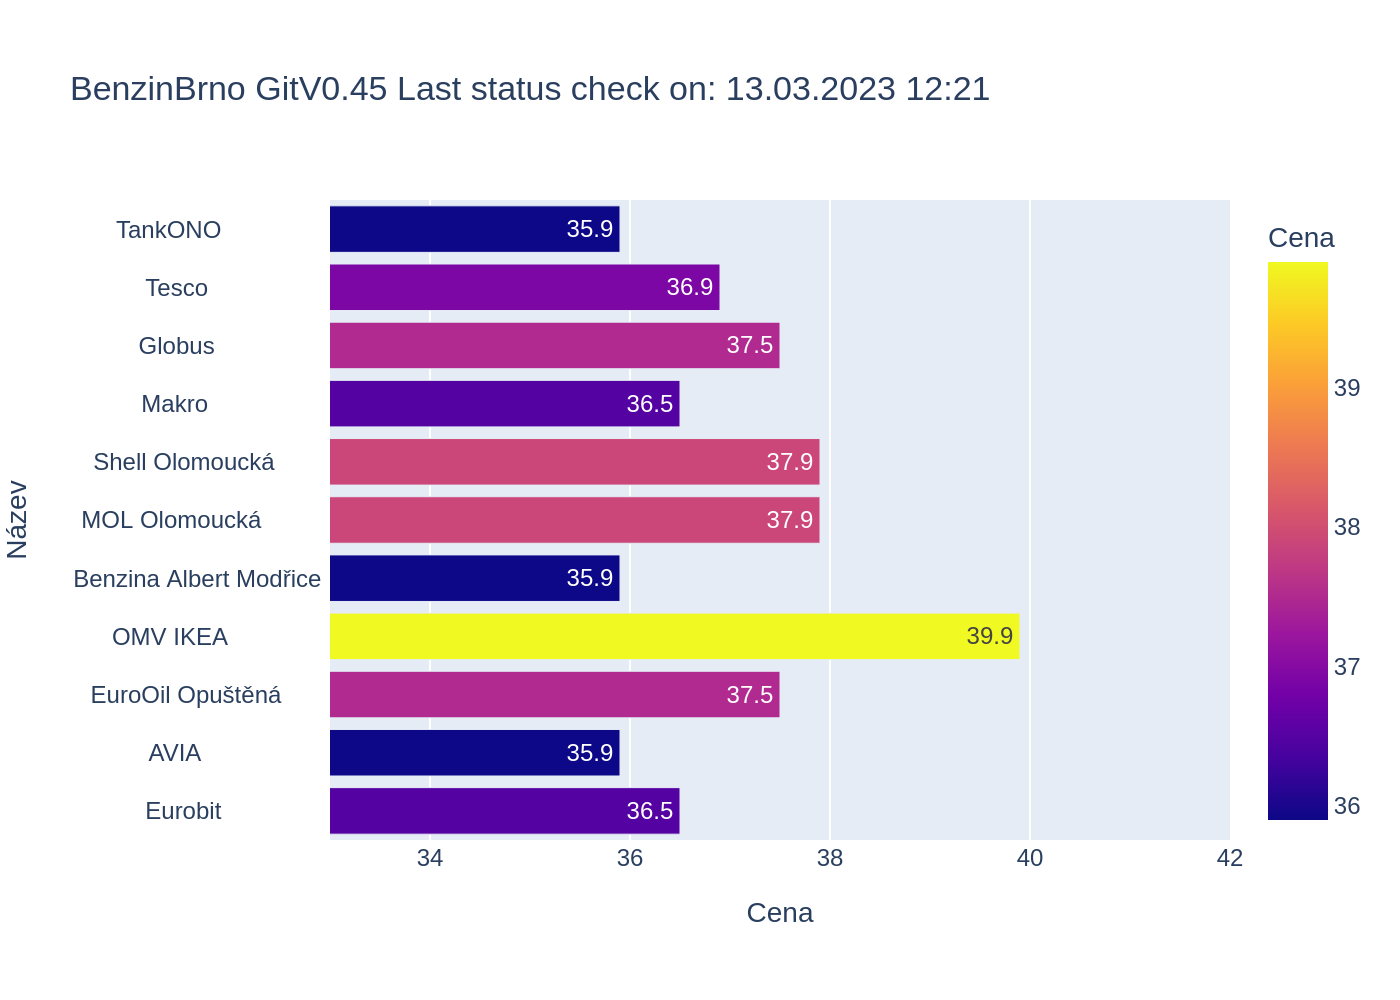 BenzinBrno GitV0.45 Last status check on: 13.03.2023 12:21
Cena
TankONO 35.9
Tesco 36.9
Globus 37.5
Makro 36.5
Shell Olomoucká 37.9
MOL Olomoucká 37.9
Benzina Albert Modřice 35.9
OMV IKEA 39.9
EuroOil Opuštěná 37.5
AVIA 35.9
Eurobit 36.5
Název
39
38
37
36
34 36 38 40 42
Cena